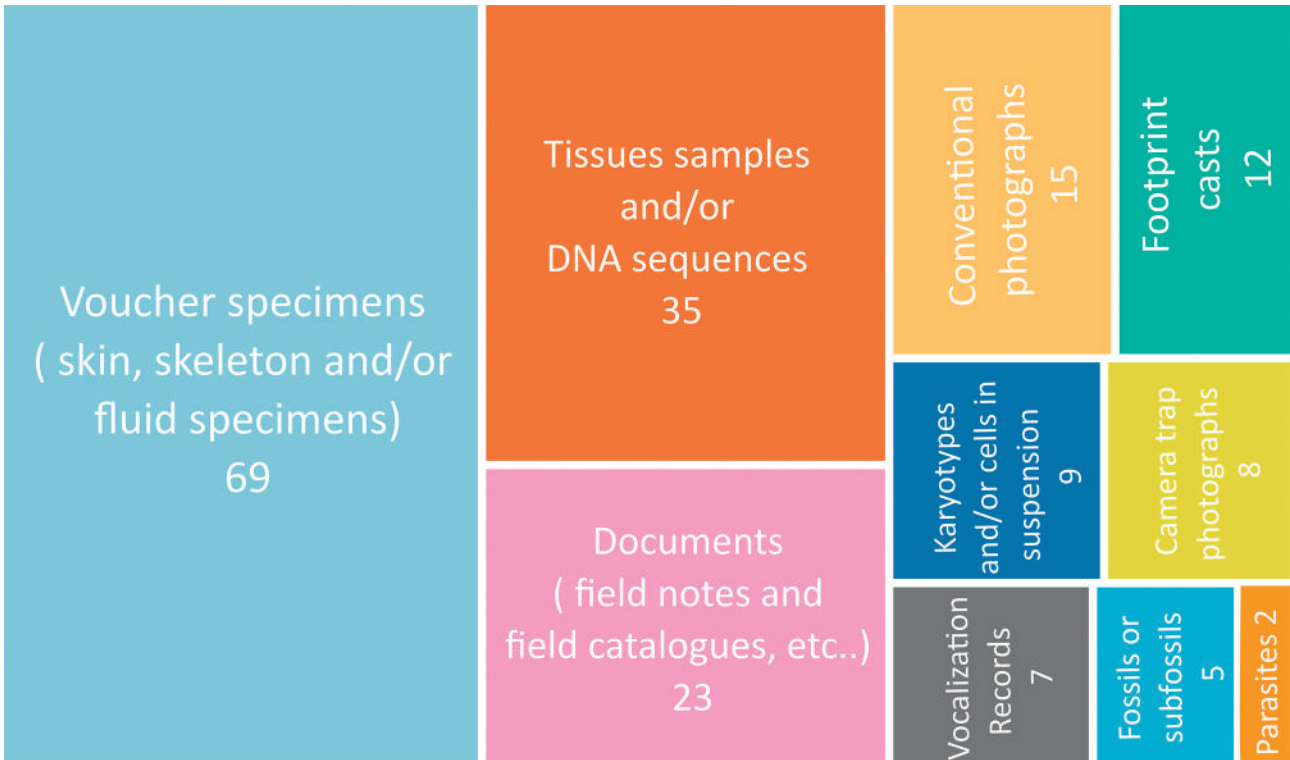 Voucher specimens
( skin, skeleton and/or
fluid specimens)
69
Tissues samples
and/or
DNA sequences
35
Documents
( field notes and
field catalogues, etc..)
23
Conventional
photographs
15
Footprint
casts
12
Karyotypes
and/or cells in
suspension
9
Camera trap
photographs
8
Vocalization
Records
7
Fossils or
subfossils
5
Parasites 2